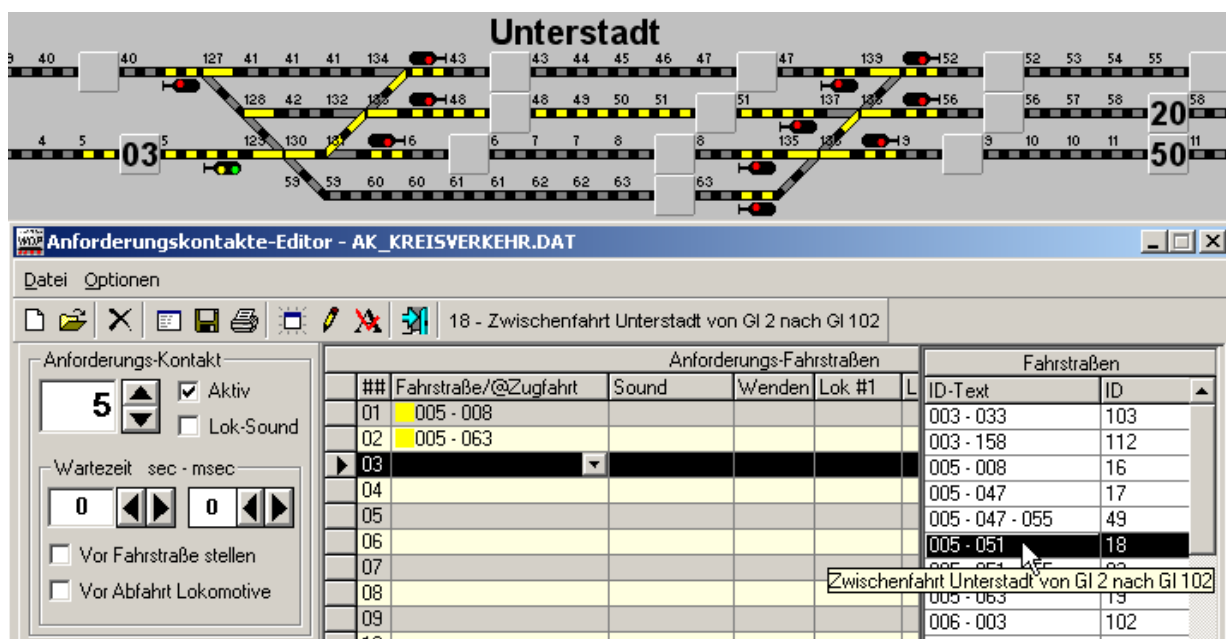 Unterstadt
40 40 127 41 41 41 134 43 43 44 45 46 47 47 139 52 52 53 54 55
128 42 132 133 48 48 49 50 51 51 137 138 56 56 57 58 20 58
4 5 03 5 129 130 131 6 6 7 7 8 8 135 136 9 9 10 10 11 50 11
59 59 60 60 61 61 62 62 63 63
Anforderungskontakte-Editor - AK_KREISVERKEHR.DAT
Datei Optionen
18 - Zwischenfahrt Unterstadt von Gl 2 nach Gl 102
Anforderungs-Kontakt
5
Aktiv
Lok-Sound
Wartezeit sec - msec
0 0
Vor Fahrstraße stellen
Vor Abfahrt Lokomotive
Anforderungs-Fahrstraßen
## Fahrstraße/@Zugfahrt Sound Wenden Lok #1 L
01 005 - 008
02 005 - 063
03
04
05
06
07
08
09
Fahrstraßen
ID-Text ID
003 - 033 103
003 - 158 112
005 - 008 16
005 - 047 17
005 - 047 - 055 49
005 - 051 18
Zwischenfahrt Unterstadt von Gl 2 nach Gl 102
005 - 063 19
006 - 003 102